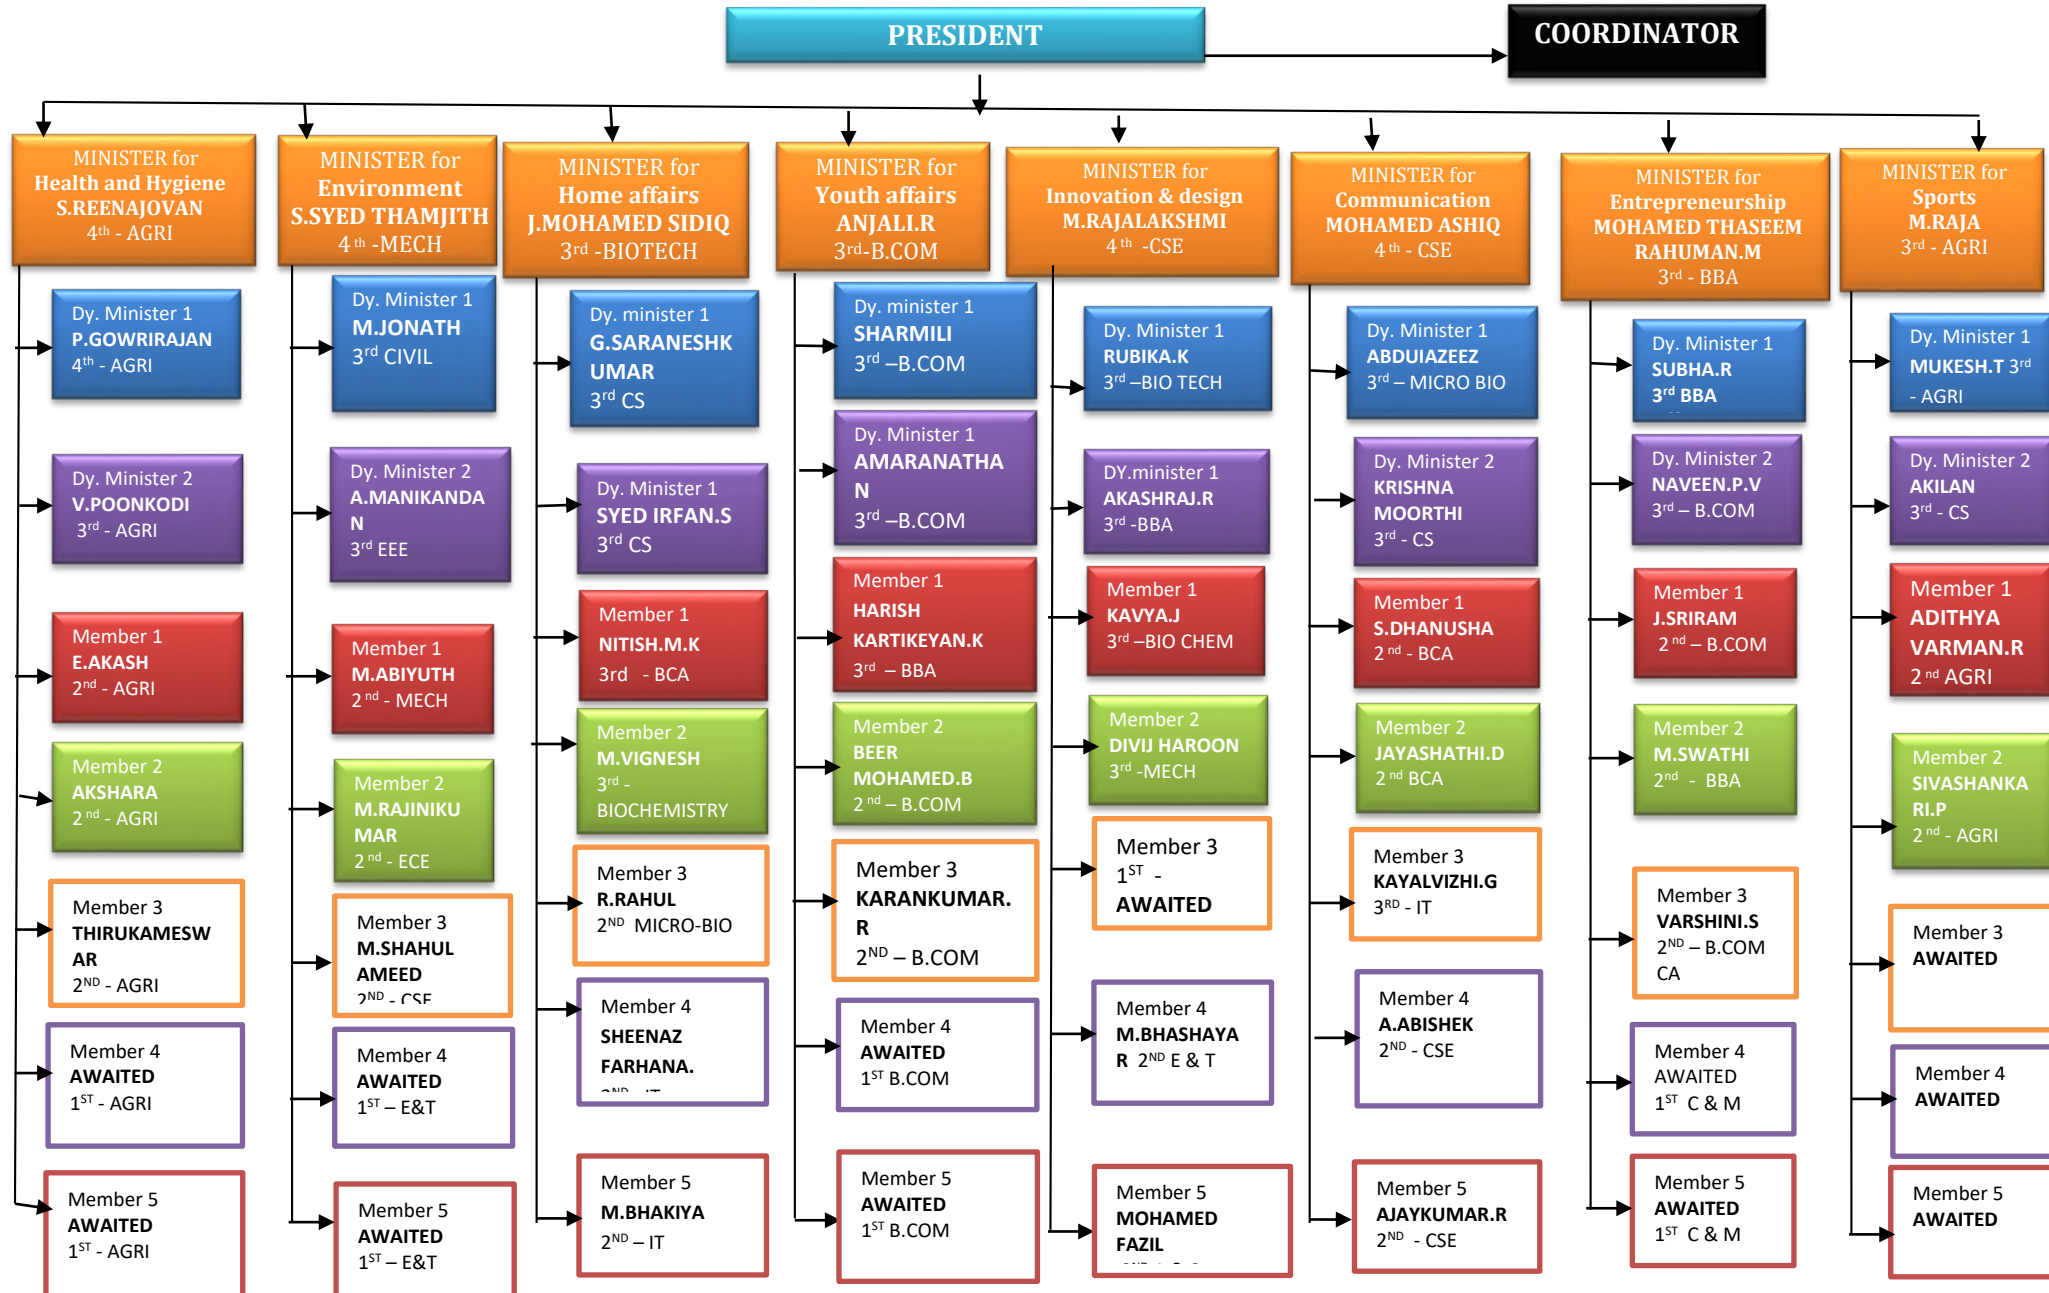 PRESIDENT
COORDINATOR
MINISTER for
Health and Hygiene
S.REENAJOVAN
4th - AGRI
Dy. Minister 1
P.GOWRIRAJAN
4th - AGRI
Dy. Minister 2
V.POONKODI
3rd - AGRI
Member 1
E.AKASH
2nd - AGRI
Member 2
AKSHARA
2 nd - AGRI
Member 3
THIRUKAMESW
AR
2ND - AGRI
Member 4
AWAITED
1ST - AGRI
Member 5
AWAITED
1ST - AGRI
MINISTER for
Environment
S.SYED THAMJITH
4 th -MECH
Dy. Minister 1
M.JONATH
3rd CIVIL
Dy. Minister 2
A.MANIKANDA
N
3rd EEE
Member 1
M.ABIYUTH
2 nd - MECH
Member 2
M.RAJINIKU
MAR
2 nd - ECE
Member 3
M.SHAHUL
AMEED
2ND - CSE
Member 4
AWAITED
1ST – E&T
Member 5
AWAITED
1ST – E&T
MINISTER for
Home affairs
J.MOHAMED SIDIQ
3rd -BIOTECH
Dy. minister 1
G.SARANESHK
UMAR
3rd CS
Dy. Minister 1
SYED IRFAN.S
3rd CS
Member 1
NITISH.M.K
3rd - BCA
Member 2
M.VIGNESH
3rd -
BIOCHEMISTRY
Member 3
R.RAHUL
2ND MICRO-BIO
Member 4
SHEENAZ
FARHANA.
2ND - IT
Member 5
M.BHAKIYA
2ND – IT
MINISTER for
Youth affairs
ANJALI.R
3rd-B.COM
Dy. minister 1
SHARMILI
3rd –B.COM
Dy. Minister 1
AMARANATHA
N
3rd –B.COM
Member 1
HARISH
KARTIKEYAN.K
3rd – BBA
Member 2
BEER
MOHAMED.B
2 nd – B.COM
Member 3
KARANKUMAR.
R
2ND – B.COM
Member 4
AWAITED
1ST B.COM
Member 5
AWAITED
1ST B.COM
MINISTER for
Innovation & design
M.RAJALAKSHMI
4 th -CSE
Dy. Minister 1
RUBIKA.K
3rd –BIO TECH
DY.minister 1
AKASHRAJ.R
3rd -BBA
Member 1
KAVYA.J
3rd –BIO CHEM
Member 2
DIVIJ HAROON
3rd -MECH
Member 3
1ST -
AWAITED
Member 4
M.BHASHAYA
R 2ND E & T
Member 5
MOHAMED
FAZIL
MINISTER for
Communication
MOHAMED ASHIQ
4 th - CSE
Dy. Minister 1
ABDUIAZEEZ
3rd – MICRO BIO
Dy. Minister 2
KRISHNA
MOORTHI
3rd - CS
Member 1
S.DHANUSHA
2 nd - BCA
Member 2
JAYASHATHI.D
2 nd BCA
Member 3
KAYALVIZHI.G
3RD - IT
Member 4
A.ABISHEK
2ND - CSE
Member 5
AJAYKUMAR.R
2ND - CSE
MINISTER for
Entrepreneurship
MOHAMED THASEEM
RAHUMAN.M
3rd - BBA
Dy. Minister 1
SUBHA.R
3rd BBA
Dy. Minister 2
NAVEEN.P.V
3rd – B.COM
Member 1
J.SRIRAM
2 nd – B.COM
Member 2
M.SWATHI
2nd - BBA
Member 3
VARSHINI.S
2ND – B.COM
CA
Member 4
AWAITED
1ST C & M
Member 5
AWAITED
1ST C & M
MINISTER for
Sports
M.RAJA
3rd - AGRI
Dy. Minister 1
MUKESH.T 3rd
- AGRI
Dy. Minister 2
AKILAN
3rd - CS
Member 1
ADITHYA
VARMAN.R
2 nd AGRI
Member 2
SIVASHANKA
RI.P
2 nd - AGRI
Member 3
AWAITED
Member 4
AWAITED
Member 5
AWAITED